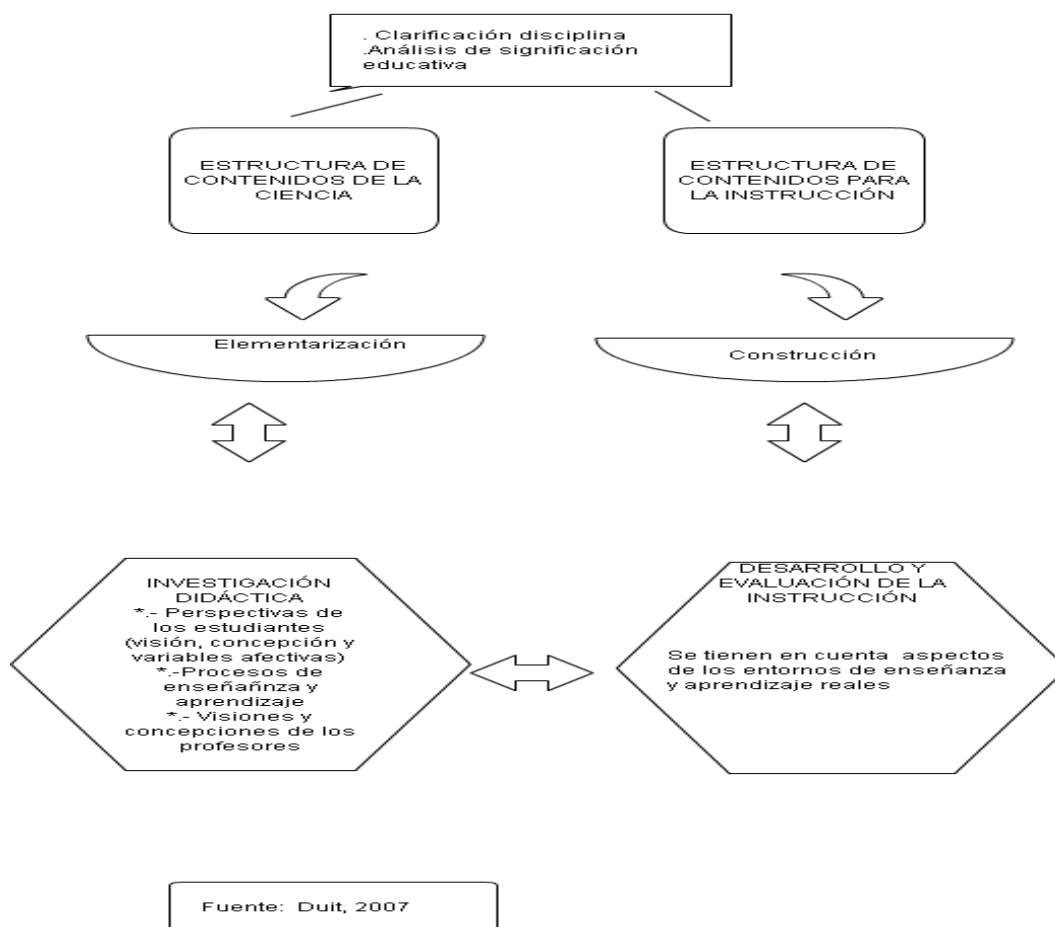 . Clarificación disciplina
.Análisis de significación
educativa
ESTRUCTURA DE
CONTENIDOS DE LA
CIENCIA
ESTRUCTURA DE
CONTENIDOS PARA
LA INSTRUCCIÓN
Elementarización
Construcción
INVESTIGACIÓN
DIDÁCTICA
*.- Perspectivas de
los estudiantes
(visión, concepción y
variables afectivas)
*.-Procesos de
enseñañnza y
aprendizaje
*.- Visiones y
concepciones de los
profesores
DESARROLLO Y
EVALUACIÓN DE LA
INSTRUCCIÓN
Se tienen en cuenta aspectos
de los entornos de enseñanza
y aprendizaje reales
Fuente: Duit, 2007